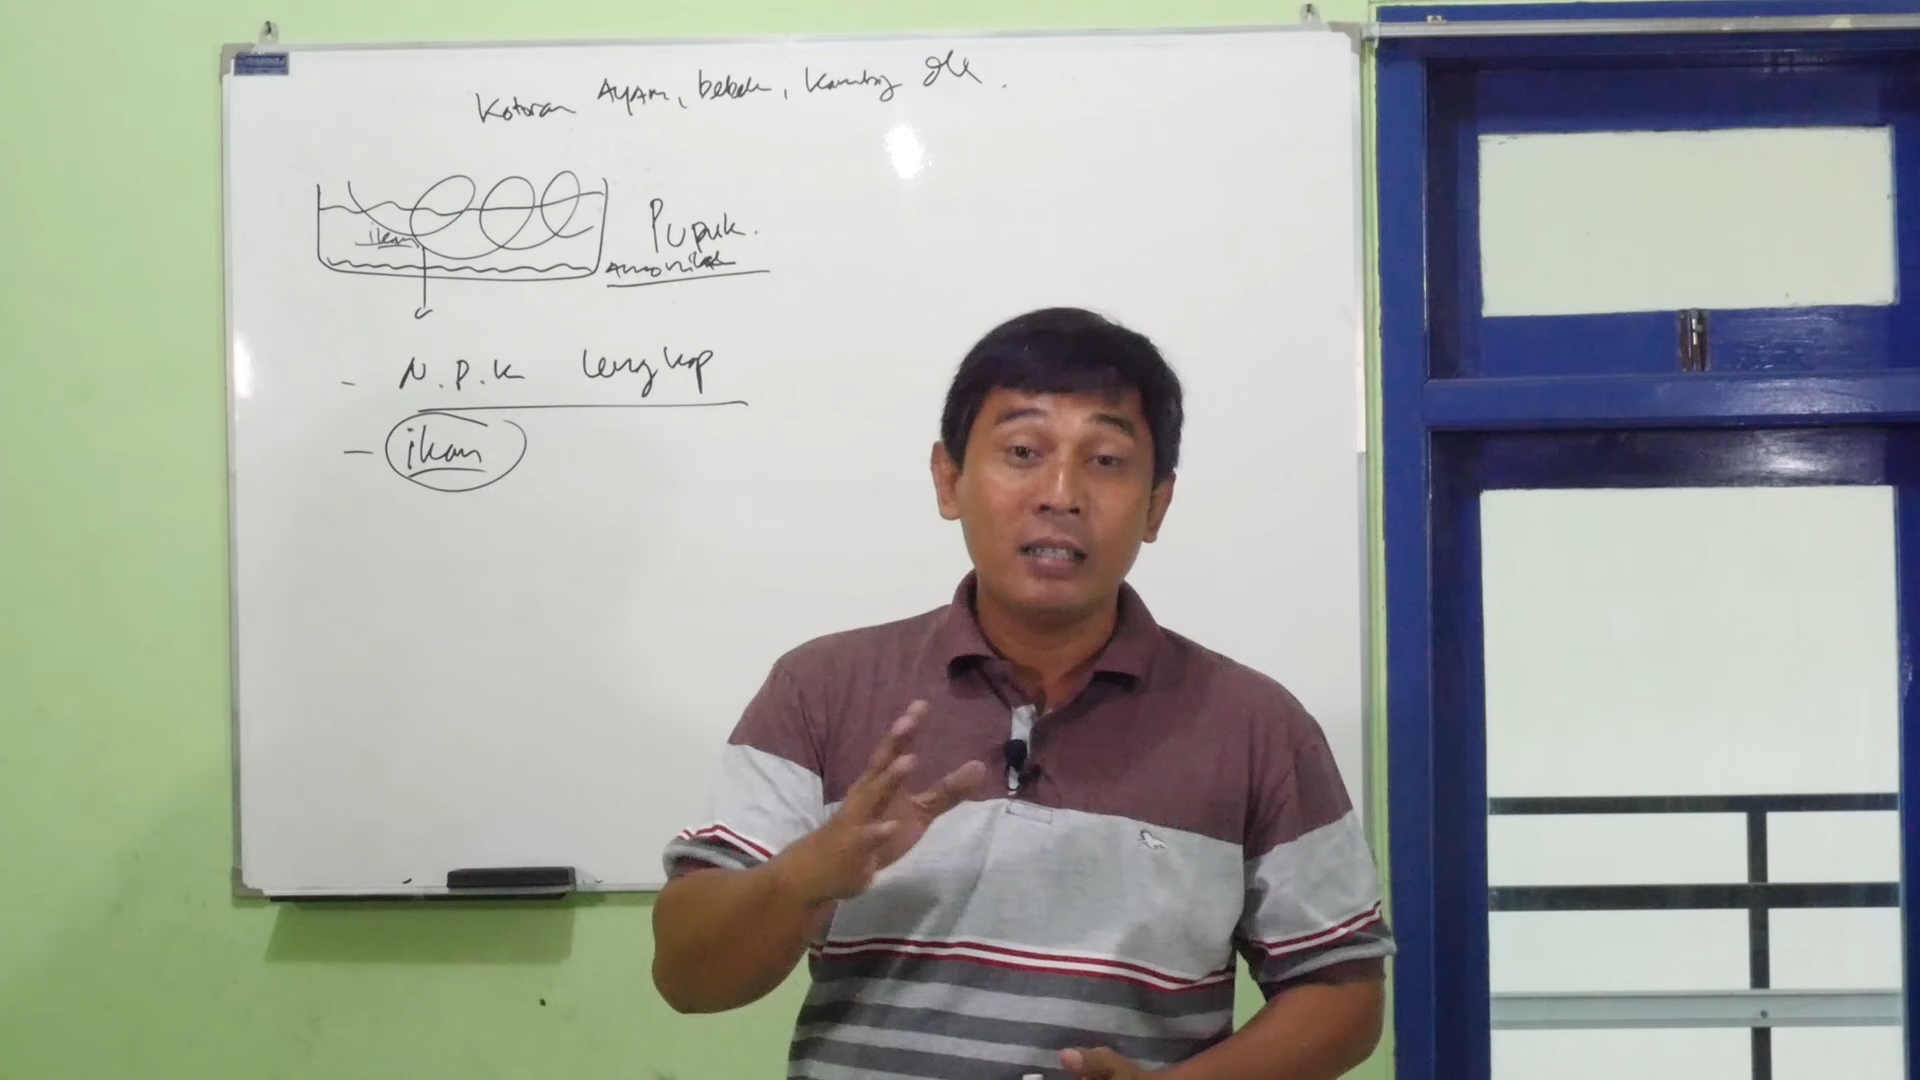 Kotoran Ayam, bebek, Kambing dll.
ikan
Pupuk.
Amoniak
- N.P.K lengkap
- ikan